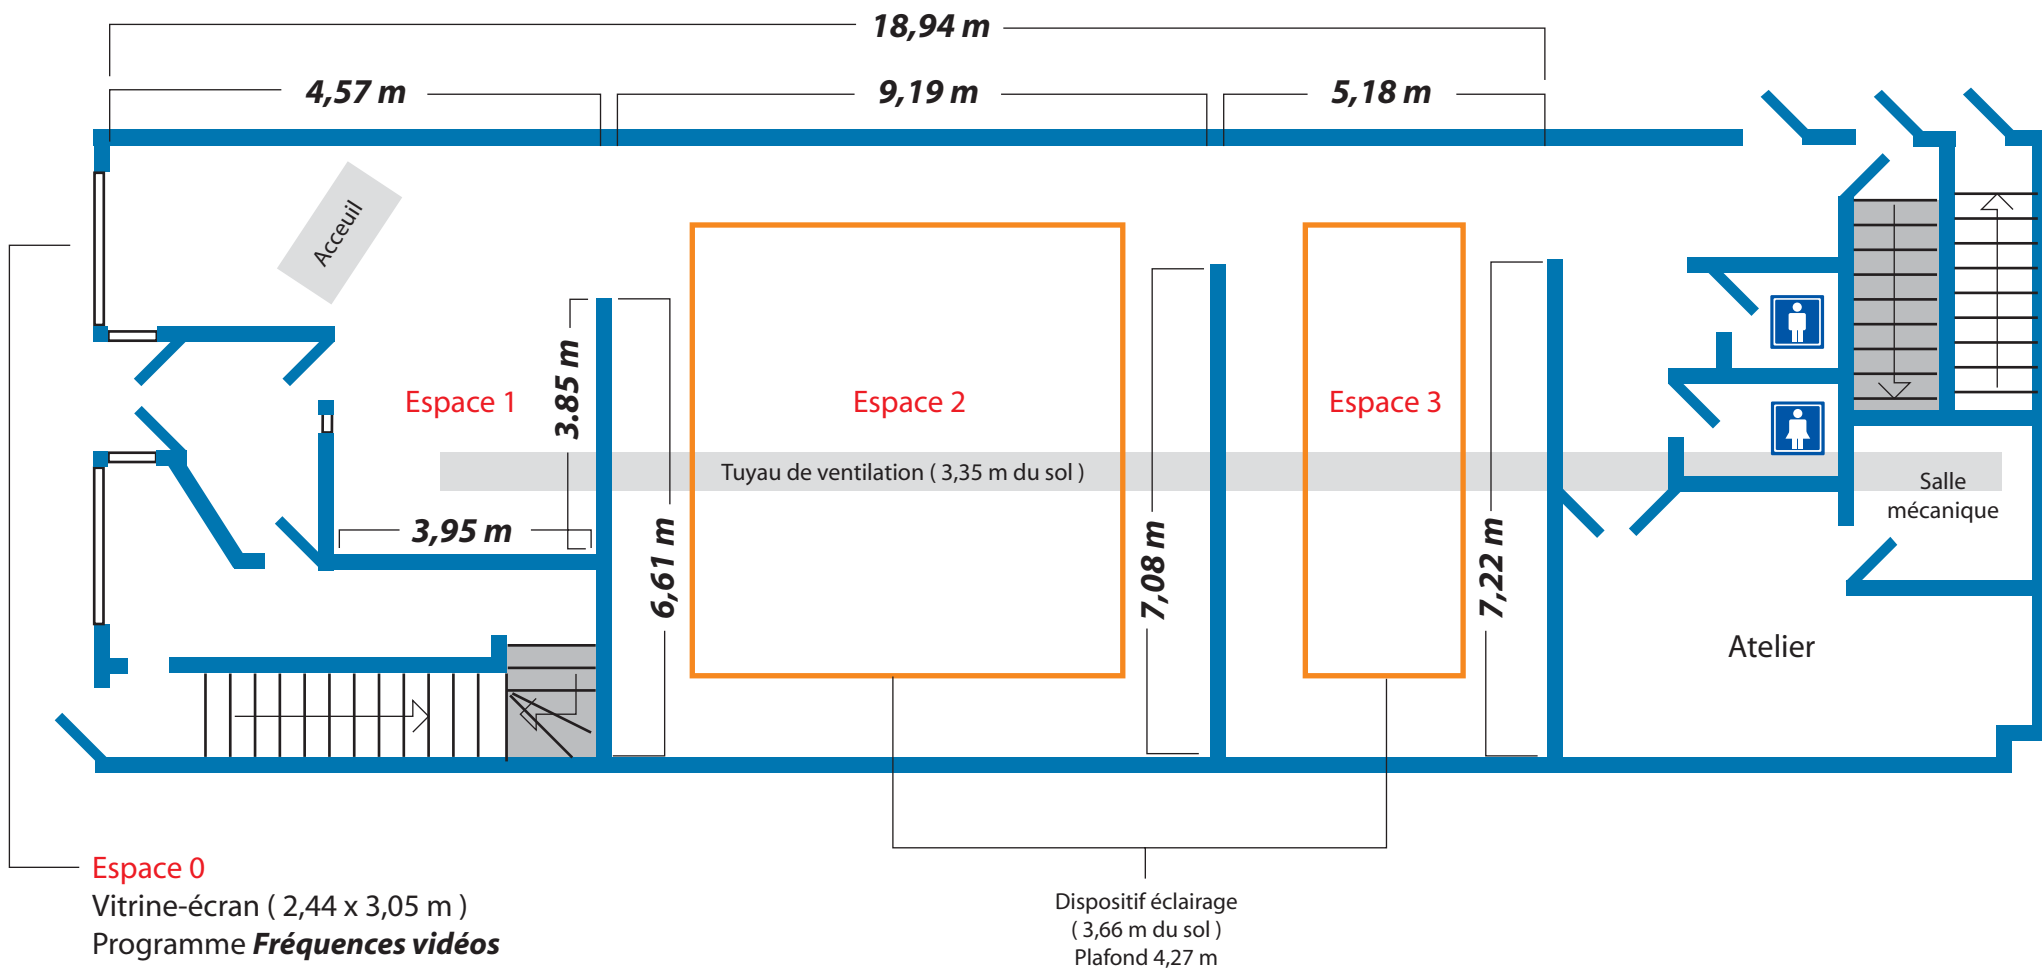 18,94 m
4,57 m
9,19 m
5,18 m
Acceuil
Espace 1
3.85 m
Espace 2
Espace 3
Tuyau de ventilation ( 3,35 m du sol )
Salle
mécanique
3,95 m
6,61 m
7,08 m
7,22 m
Atelier
Espace 0
Vitrine-écran ( 2,44 x 3,05 m )
Programme Fréquences vidéos
Dispositif éclairage
( 3,66 m du sol )
Plafond 4,27 m